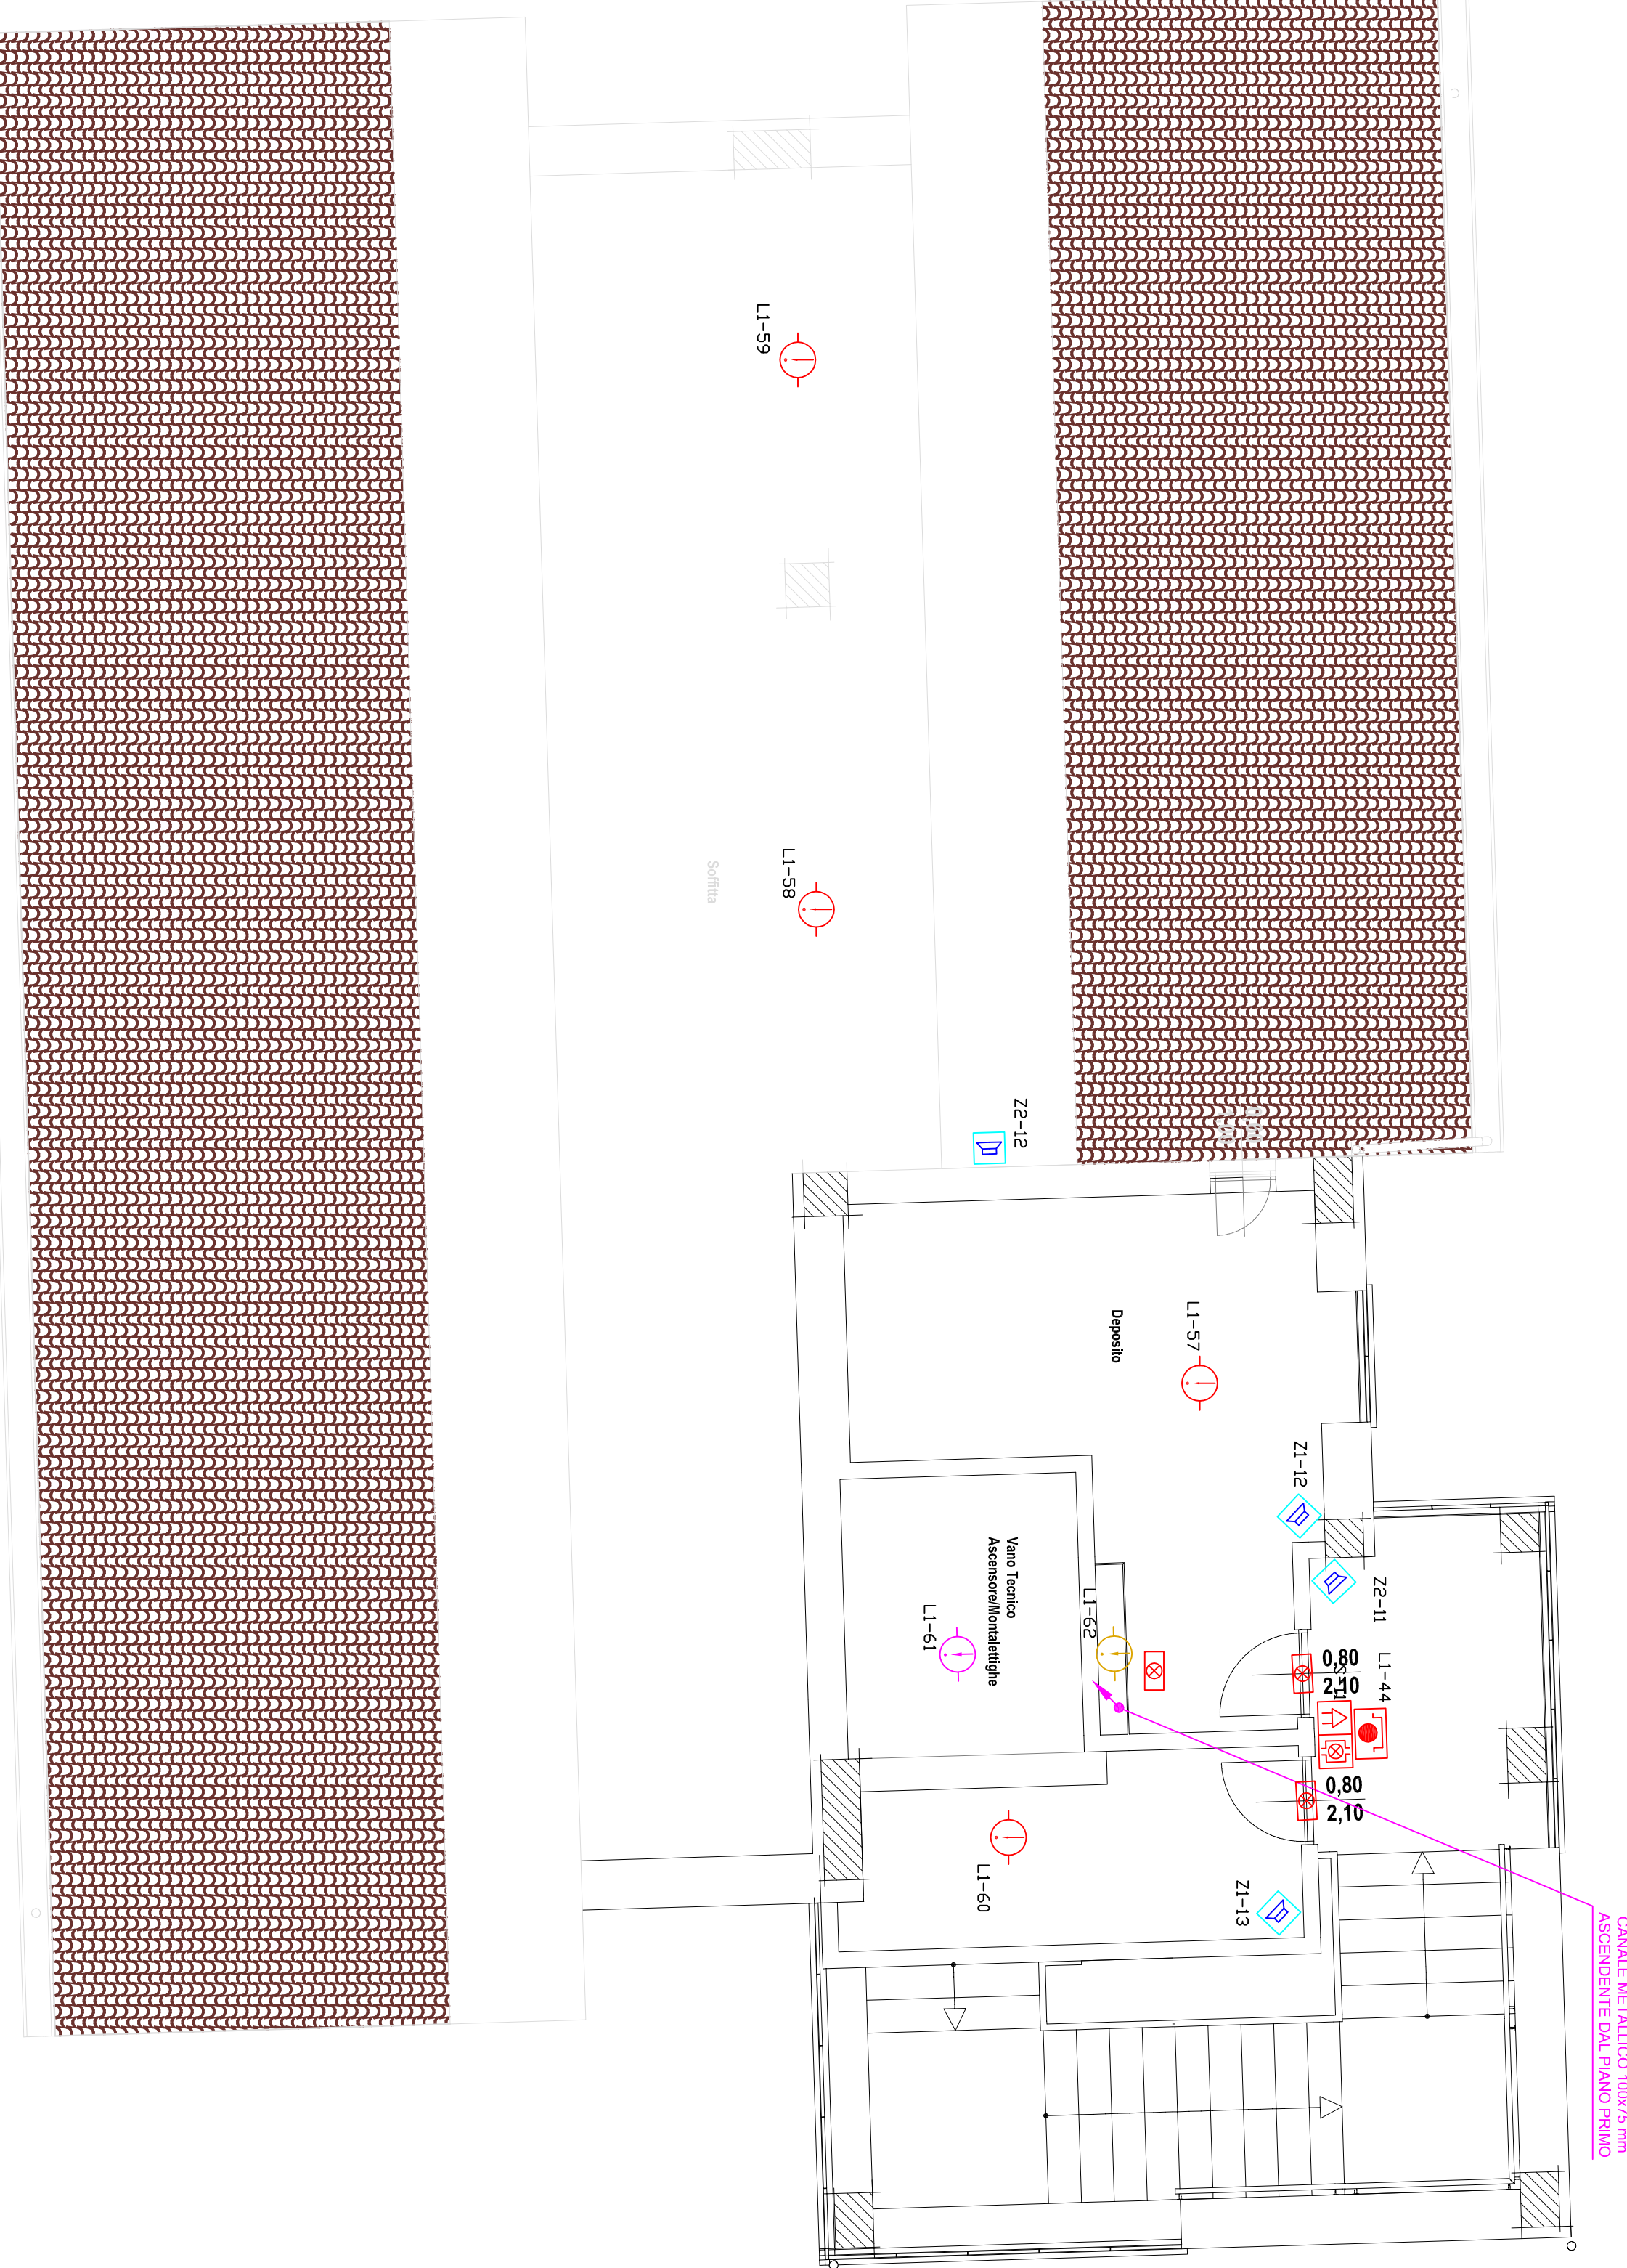 L1-59
L1-58
Soffitta
Z2-12
L1-57
Deposito
Z1-12
Z2-11
L1-44
0,80
2,10
0,80
2,10
L1-62
Vano Tecnico
Ascensore/Montalettighe
L1-61
L1-60
Z1-13
CANALE METALLICO 100x75 mm
ASCENDENTE DAL PIANO PRIMO